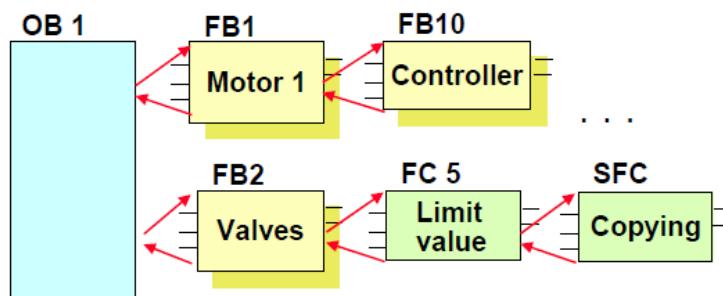 OB 1
FB1
FB10
Motor 1
Controller
. . .
FB2
FC 5
SFC
Valves
Limit
value
Copying